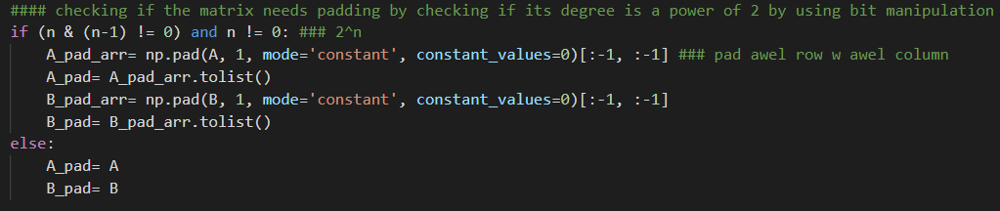 #### checking if the matrix needs padding by checking if its degree is a power of 2 by using bit manipulation
if (n & (n-1) != 0) and n != 0: ### 2^n
    A_pad_arr= np.pad(A, 1, mode='constant', constant_values=0)[:-1, :-1] ### pad awel row w awel column
    A_pad= A_pad_arr.tolist()
    B_pad_arr= np.pad(B, 1, mode='constant', constant_values=0)[:-1, :-1]
    B_pad= B_pad_arr.tolist()
else:
    A_pad= A
    B_pad= B